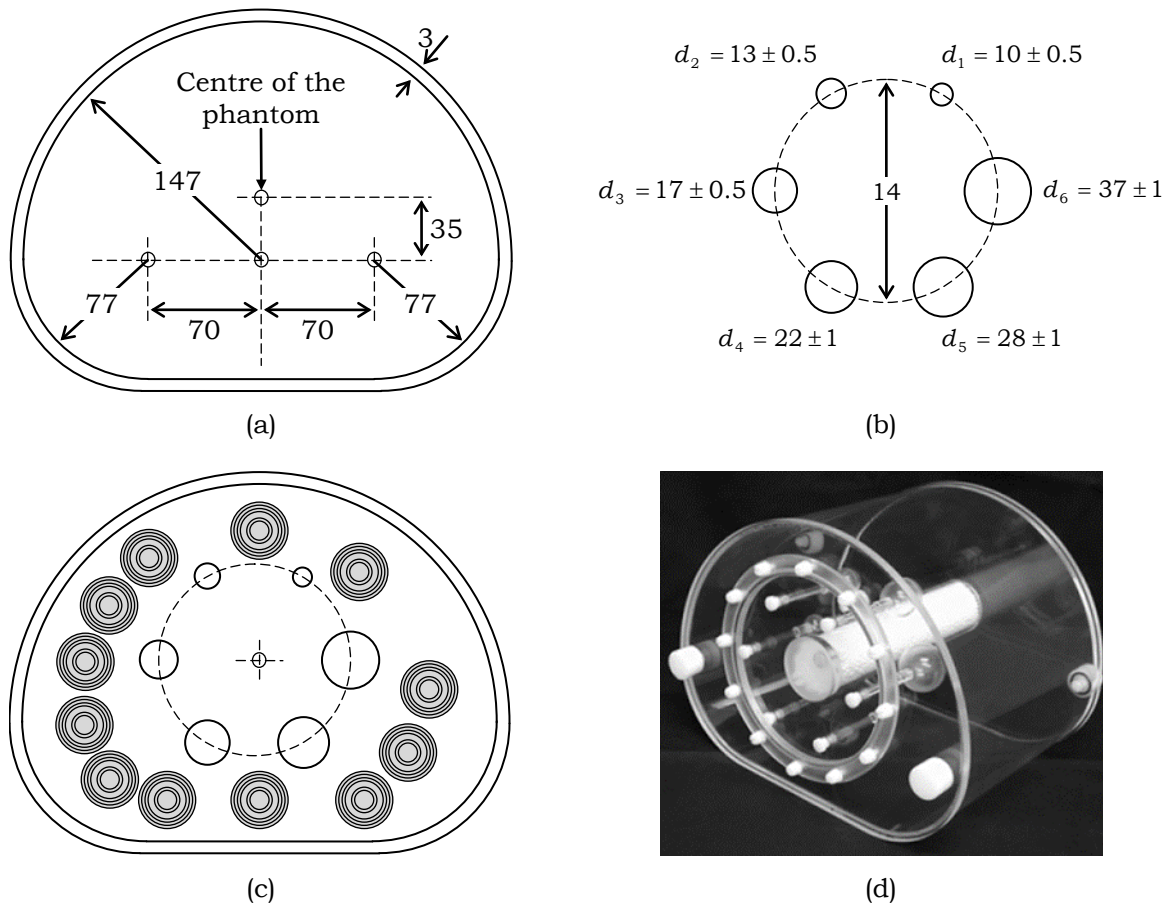 3
Centre of the
phantom
147
35
77
77
70
70
(a)
d₂ = 13 ± 0.5
d₁ = 10 ± 0.5
d₃ = 17 ± 0.5
14
d₆ = 37 ± 1
d₄ = 22 ± 1
d₅ = 28 ± 1
(b)
(c)
(d)